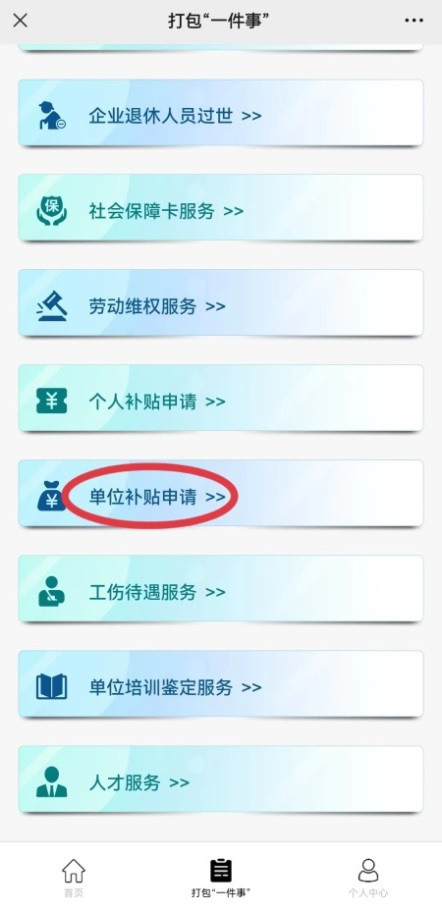 打包“一件事”
企业退休人员过世 >>
保
社会保障卡服务 >>
劳动维权服务 >>
¥
个人补贴申请 >>
¥
单位补贴申请 >>
工伤待遇服务 >>
单位培训鉴定服务 >>
人才服务 >>
首页
打包“一件事”
个人中心